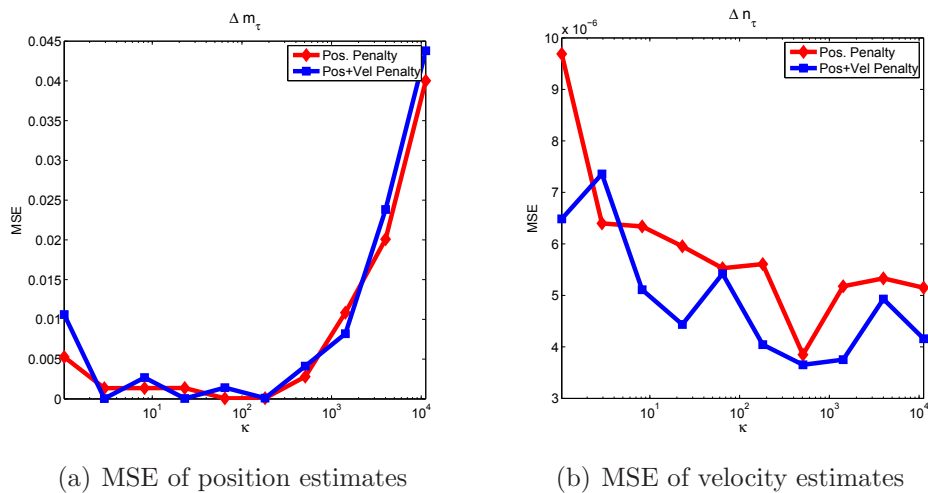 Δ m_τ
0.045
0.04
0.035
0.03
0.025
0.02
0.015
0.01
0.005
0
MSE
Pos. Penalty
Pos+Vel Penalty
10^1
10^2
10^3
10^4
κ
(a) MSE of position estimates
Δ n_τ
x 10^-6
10
9
8
7
6
5
4
3
MSE
Pos. Penalty
Pos+Vel Penalty
10^1
10^2
10^3
10^4
κ
(b) MSE of velocity estimates